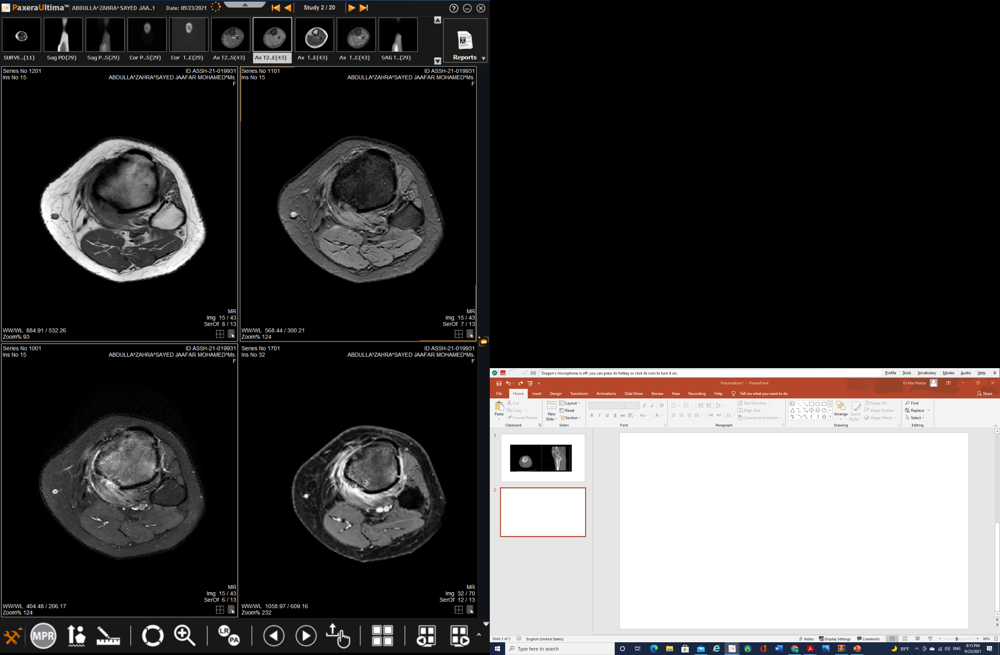 PaxeraUltima™ ABDULLA^ZAHRA^SAYED JAA..1 Date: 09/23/2021 Study 2 / 20
SURVE..(11) Sag PD(29) Sag P..S(29) Cor P..S(29) Cor T..E(29) Ax T2..S(43) Ax T2..E(43) Ax T..E(43) Ax T..C(43) SAG T..(29) Reports
Series No 1201 ID ASSH-21-019931
Ins No 15 ABDULLA^ZAHRA^SAYED JAAFAR MOHAMED^Ms.
F
MR
Img 15 / 43
SerOf 8 / 13
WW/WL 884.91 / 532.26
Zoom% 93
Series No 1101 ID ASSH-21-019931
Ins No 15 ABDULLA^ZAHRA^SAYED JAAFAR MOHAMED^Ms.
F
MR
Img 15 / 43
SerOf 7 / 13
WW/WL 568.44 / 300.21
Zoom% 124
Series No 1001 ID ASSH-21-019931
Ins No 15 ABDULLA^ZAHRA^SAYED JAAFAR MOHAMED^Ms.
F
MR
Img 15 / 43
SerOf 6 / 13
WW/WL 404.48 / 206.17
Zoom% 124
Series No 1701 ID ASSH-21-019931
Ins No 32 ABDULLA^ZAHRA^SAYED JAAFAR MOHAMED^Ms.
F
MR
Img 32 / 70
SerOf 12 / 13
WW/WL 1058.97 / 609.16
Zoom% 232
MPR LR PA
Dragon's microphone is off; you can press its hotkey or click its icon to turn it on. Profile Tools Vocabulary Modes Audio Help
Presentation1 - PowerPoint Dr Mai Mattar
File Home Insert Design Transitions Animations Slide Show Review View Recording Help Tell me what you want to do Share
Paste Cut Copy Format Painter
Clipboard
New Slide Layout Reset Section
Slides
B I U S abc AV Aa A
Font
Text Direction Align Text Convert to SmartArt
Paragraph
Arrange Quick Styles Shape Fill Shape Outline Shape Effects
Drawing
Find Replace Select
Editing
1
2
Slide 2 of 2 English (United States) Notes Display Settings Comments 86%
Type here to search 89°F ENG 8:15 PM
9/23/2021